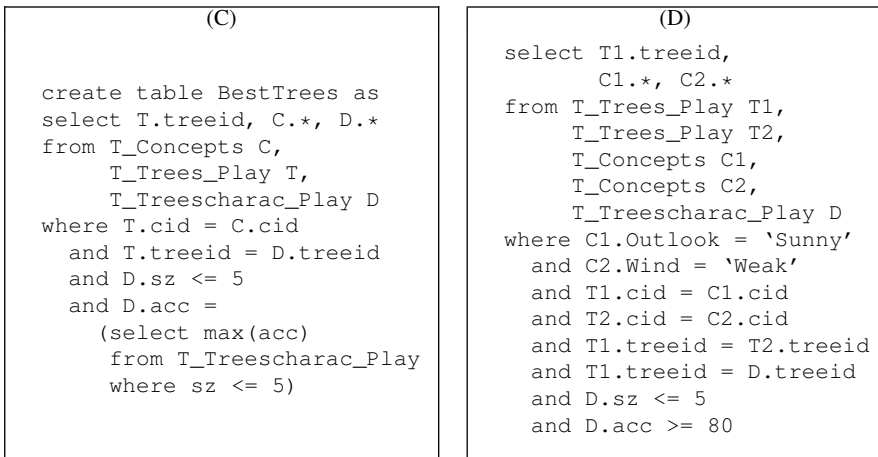 (C)
create table BestTrees as
select T.treeid, C.*, D.*
from T_Concepts C,
T_Trees_Play T,
T_Treescharac_Play D
where T.cid = C.cid
and T.treeid = D.treeid
and D.sz <= 5
and D.acc =
(select max(acc)
from T_Treescharac_Play
where sz <= 5)
(D)
select T1.treeid,
C1.*, C2.*
from T_Trees_Play T1,
T_Trees_Play T2,
T_Concepts C1,
T_Concepts C2,
T_Treescharac_Play D
where C1.Outlook = ‘Sunny’
and C2.Wind = ‘Weak’
and T1.cid = C1.cid
and T2.cid = C2.cid
and T1.treeid = T2.treeid
and T1.treeid = D.treeid
and D.sz <= 5
and D.acc >= 80